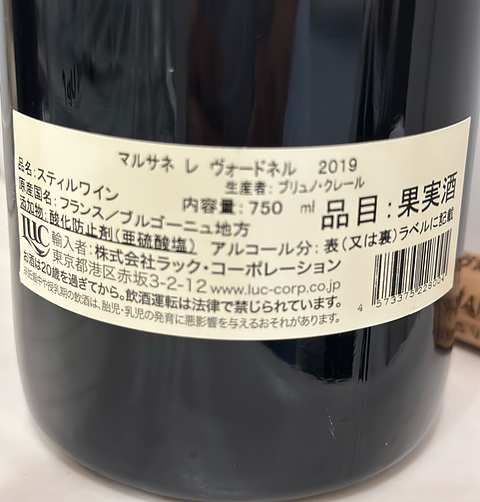 マルサネ レ ヴォードネル 2019
生産者：ブリュノ・クレール
品名：スティルワイン
内容量：750 ml
品目：果実酒
原産国名：フランス／ブルゴーニュ地方
添加物：酸化防止剤(亜硫酸塩)
アルコール分：表(又は裏)ラベルに記載
LUC
輸入者：株式会社ラック・コーポレーション
東京都港区赤坂3-2-12 www.luc-corp.co.jp
お酒は20歳を過ぎてから。飲酒運転は法律で禁じられています。
妊娠中や授乳期の飲酒は、胎児・乳児の発育に悪影響を与えるおそれがあります。